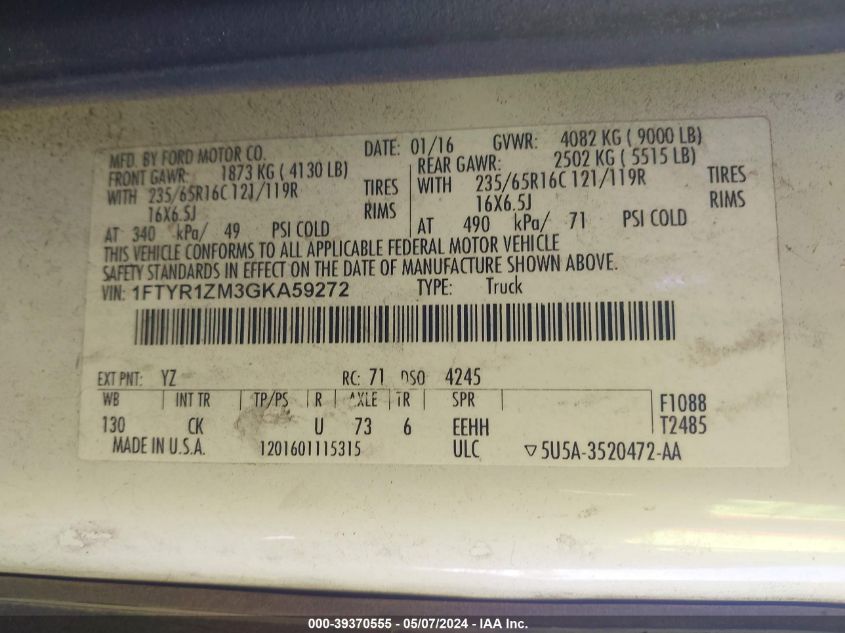 MFD. BY FORD MOTOR CO. DATE: 01/16 GVWR: 4082 KG ( 9000 LB)
FRONT GAWR: 1873 KG ( 4130 LB) REAR GAWR: 2502 KG ( 5515 LB)
WITH 235/65R16C 121/119R TIRES WITH 235/65R16C 121/119R TIRES
16X6.5J RIMS 16X6.5J RIMS
AT 340 kPa/ 49 PSI COLD AT 490 kPa/ 71 PSI COLD
THIS VEHICLE CONFORMS TO ALL APPLICABLE FEDERAL MOTOR VEHICLE
SAFETY STANDARDS IN EFFECT ON THE DATE OF MANUFACTURE SHOWN ABOVE.
VIN: 1FTYR1ZM3GKA59272 TYPE: Truck
EXT PNT: YZ RC: 71 DSO 4245
WB INT TR TP/PS R AXLE TR SPR F1088
130 CK U 73 6 EEHH T2485
MADE IN U.S.A. 1201601115315 ULC ▽5U5A-3520472-AA
000-39370555 - 05/07/2024 - IAA Inc.